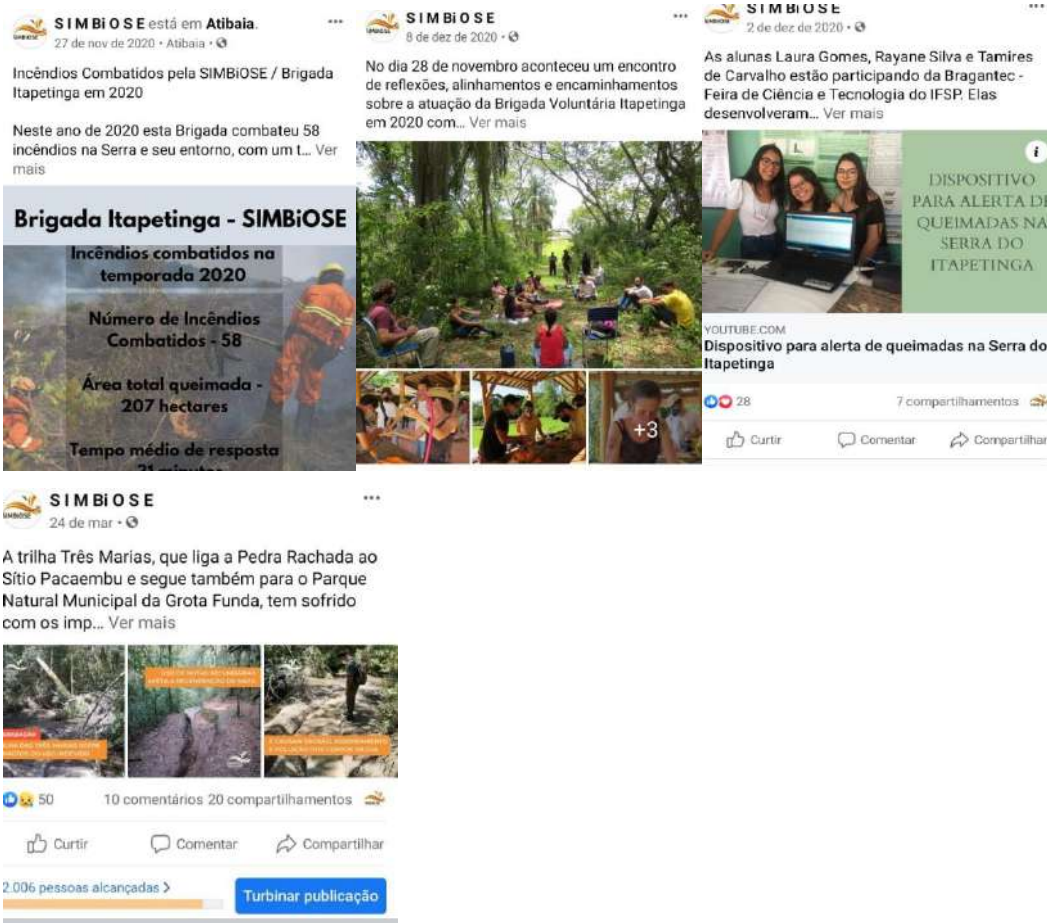 S I M Bi O S E está em Atibaia.
27 de nov de 2020 • Atibaia •
Incêndios Combatidos pela SIMBiOSE / Brigada
Itapetinga em 2020
Neste ano de 2020 esta Brigada combateu 58
incêndios na Serra e seu entorno, com um t... Ver
mais
Brigada Itapetinga - SIMBiOSE
Incêndios combatidos na
temporada 2020
Número de Incêndios
Combatidos - 58
Área total queimada -
207 hectares
Tempo médio de resposta
21 minutos
S I M Bi O S E
8 de dez de 2020 •
No dia 28 de novembro aconteceu um encontro
de reflexões, alinhamentos e encaminhamentos
sobre a atuação da Brigada Voluntária Itapetinga
em 2020 com... Ver mais
+3
S I M Bi O S E
2 de dez de 2020 •
As alunas Laura Gomes, Rayane Silva e Tamires
de Carvalho estão participando da Bragantec -
Feira de Ciência e Tecnologia do IFSP. Elas
desenvolveram... Ver mais
DISPOSITIVO
PARA ALERTA DE
QUEIMADAS NA
SERRA DO
ITAPETINGA
YOUTUBE.COM
Dispositivo para alerta de queimadas na Serra do
Itapetinga
28 7 compartilhamentos
Curtir Comentar Compartilhar
S I M Bi O S E
24 de mar •
A trilha Três Marias, que liga a Pedra Rachada ao
Sítio Pacaembu e segue também para o Parque
Natural Municipal da Grota Funda, tem sofrido
com os imp... Ver mais
50 10 comentários 20 compartilhamentos
Curtir Comentar Compartilhar
2.006 pessoas alcançadas >
Turbinar publicação